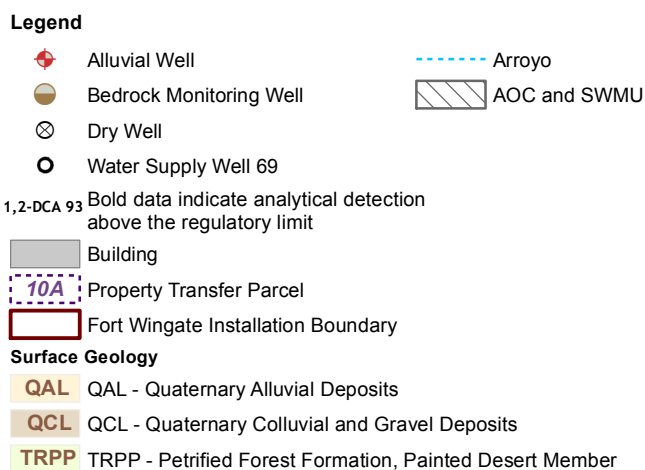 Legend
Alluvial Well
Arroyo
Bedrock Monitoring Well
AOC and SWMU
Dry Well
Water Supply Well 69
1,2-DCA 93 Bold data indicate analytical detection
above the regulatory limit
Building
10A Property Transfer Parcel
Fort Wingate Installation Boundary
Surface Geology
QAL QAL - Quaternary Alluvial Deposits
QCL QCL - Quaternary Colluvial and Gravel Deposits
TRPP TRPP - Petrified Forest Formation, Painted Desert Member